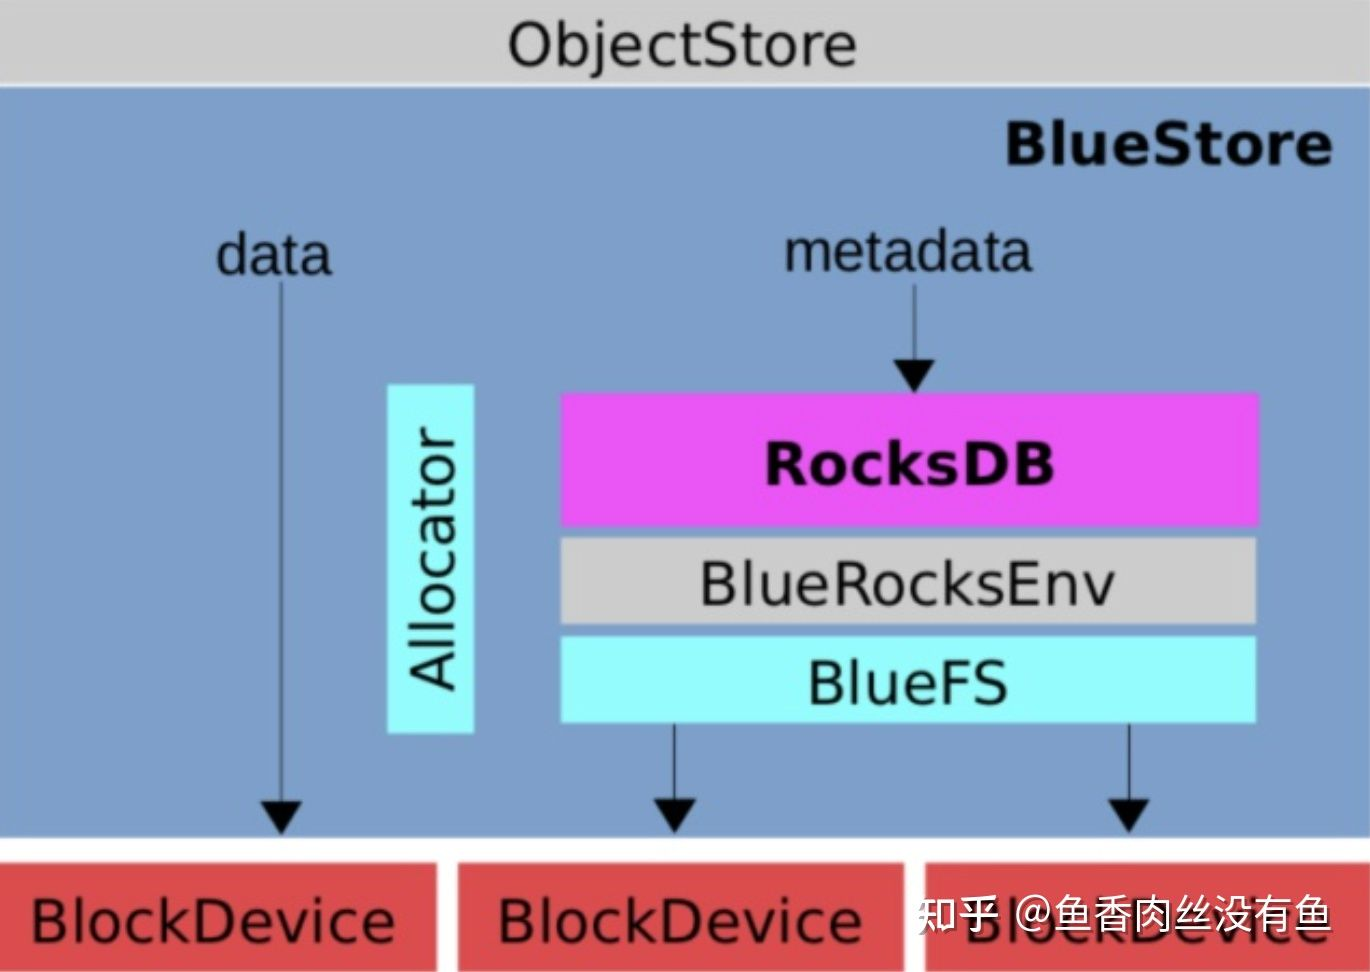 ObjectStore
BlueStore
data
metadata
Allocator
RocksDB
BlueRocksEnv
BlueFS
BlockDevice
BlockDevice
BlockDevice
知乎 @鱼香肉丝没有鱼